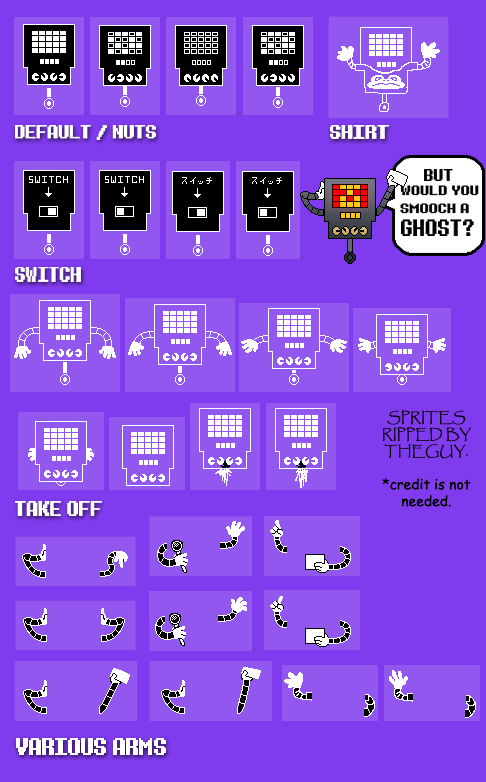 DEFAULT / NUTS
SHIRT
SWITCH
SWITCH
スイッチ
スイッチ
BUT
WOULD YOU
SMOOCH A
GHOST?
SWITCH
SPRITES
RIPPED BY
THEGUY.
*credit is not
needed.
TAKE OFF
VARIOUS ARMS